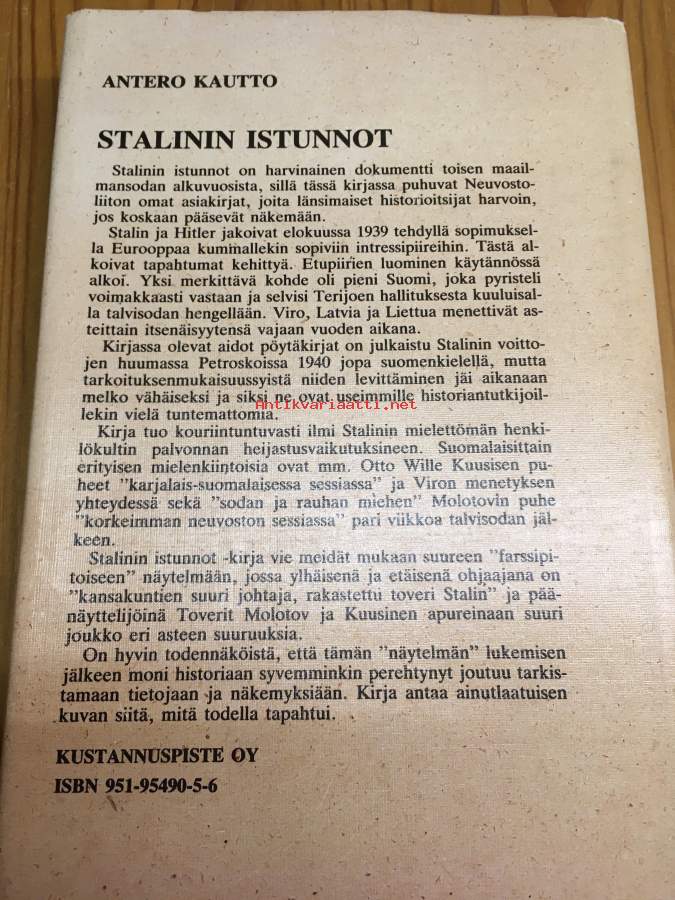 ANTERO KAUTTO
STALININ ISTUNNOT
Stalinin istunnot on harvinainen dokumentti toisen maail-
mansodan alkuvuosista, sillä tässä kirjassa puhuvat Neuvosto-
liiton omat asiakirjat, joita länsimaiset historioitsijat harvoin,
jos koskaan pääsevät näkemään.
Stalin ja Hitler jakoivat elokuussa 1939 tehdyllä sopimuksel-
la Eurooppaa kummallekin sopiviin intressipiireihin. Tästä al-
koivat tapahtumat kehittyä. Etupiirien luominen käytännössä
alkoi. Yksi merkittävä kohde oli pieni Suomi, joka pyristeli
voimakkaasti vastaan ja selvisi Terijoen hallituksesta kuuluisal-
la talvisodan hengellään. Viro, Latvia ja Liettua menettivät as-
teittain itsenäisyytensä vajaan vuoden aikana.
Kirjassa olevat aidot pöytäkirjat on julkaistu Stalinin voitto-
jen huumassa Petroskoissa 1940 jopa suomenkielellä, mutta
tarkoituksenmukaisuussyistä niiden levittäminen jäi aikanaan
melko vähäiseksi ja siksi ne ovat useimmille historiantutkijoil-
lekin vielä tuntemattomia.
Antikvariaatti.net
Kirja tuo kouriintuntuvasti ilmi Stalinin mielettömän henki-
lökultin palvonnan heijastusvaikutuksineen. Suomalaisittain
erityisen mielenkiintoisia ovat mm. Otto Wille Kuusisen pu-
heet "karjalais-suomalaisessa sessiassa" ja Viron menetyksen
yhteydessä sekä "sodan ja rauhan miehen" Molotovin puhe
"korkeimman neuvoston sessiassa" pari viikkoa talvisodan jäl-
keen.
Stalinin istunnot -kirja vie meidät mukaan suureen "farssipi-
toiseen" näytelmään, jossa ylhäisenä ja etäisenä ohjaajana on
"kansakuntien suuri johtaja, rakastettu toveri Stalin" ja pää-
näyttelijöinä Toverit Molotov ja Kuusinen apureinaan suuri
joukko eri asteen suuruuksia.
On hyvin todennäköistä, että tämän "näytelmän" lukemisen
jälkeen moni historiaan syvemminkin perehtynyt joutuu tarkis-
tamaan tietojaan ja näkemyksiään. Kirja antaa ainutlaatuisen
kuvan siitä, mitä todella tapahtui.
KUSTANNUSPISTE OY
ISBN 951-95490-5-6